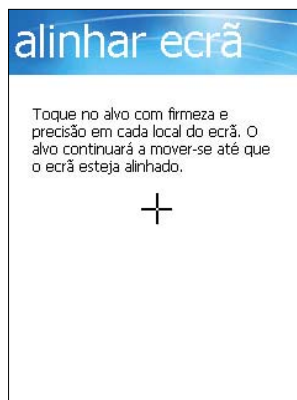 alinhar ecrã
Toque no alvo com firmeza e
precisão em cada local do ecrã. O
alvo continuará a mover-se até que
o ecrã esteja alinhado.